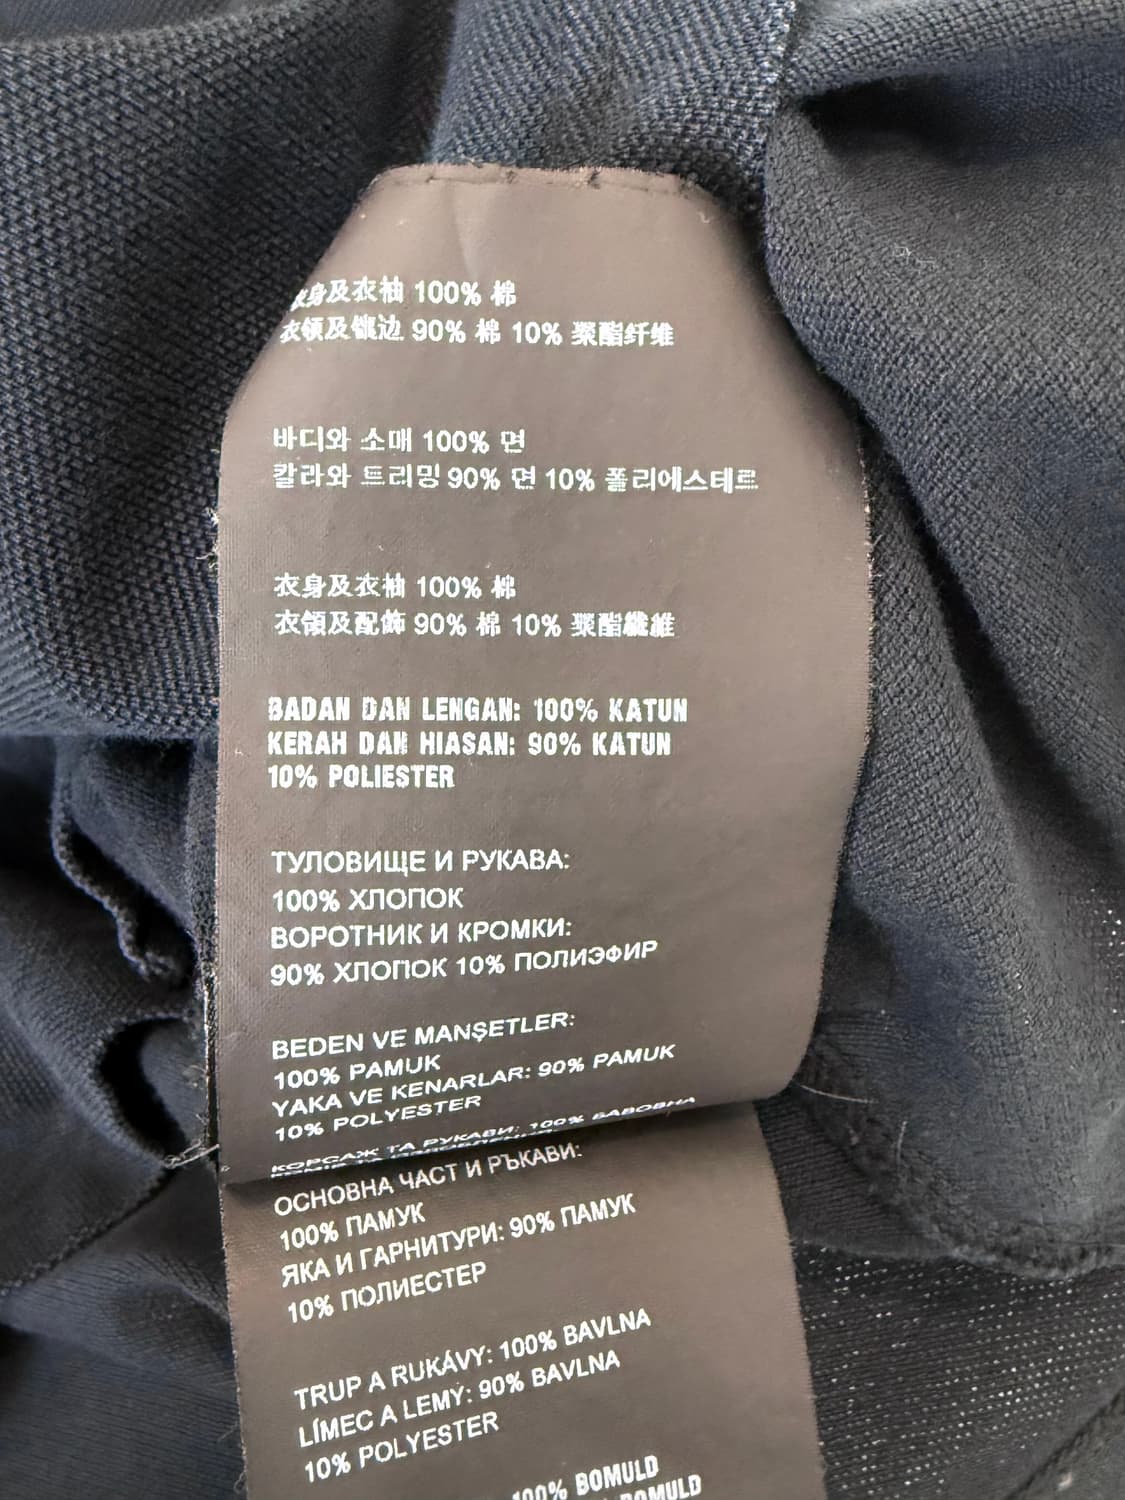 衣身及衣袖 100% 棉
衣领及镶边 90% 棉 10% 聚酯纤维
바디와 소매 100% 면
칼라와 트리밍 90% 면 10% 폴리에스테르
衣身及衣袖 100% 棉
衣領及配飾 90% 棉 10% 聚酯纖維
BADAN DAN LENGAN: 100% KATUN
KERAH DAN HIASAN: 90% KATUN
10% POLIESTER
ТУЛОВИЩЕ И РУКАВА:
100% ХЛОПОК
ВОРОТНИК И КРОМКИ:
90% ХЛОПОК 10% ПОЛИЭФИР
BEDEN VE MANŞETLER:
100% PAMUK
YAKA VE KENARLAR: 90% PAMUK
10% POLYESTER
КОРСАЖ ТА РУКАВИ: 100% БАВОВНА
ОСНОВНА ЧАСТ И РЪКАВИ:
100% ПАМУК
ЯКА И ГАРНИТУРИ: 90% ПАМУК
10% ПОЛИЕСТЕР
TRUP A RUKÁVY: 100% BAVLNA
LÍMEC A LEMY: 90% BAVLNA
10% POLYESTER
100% BOMULD
BOMULD